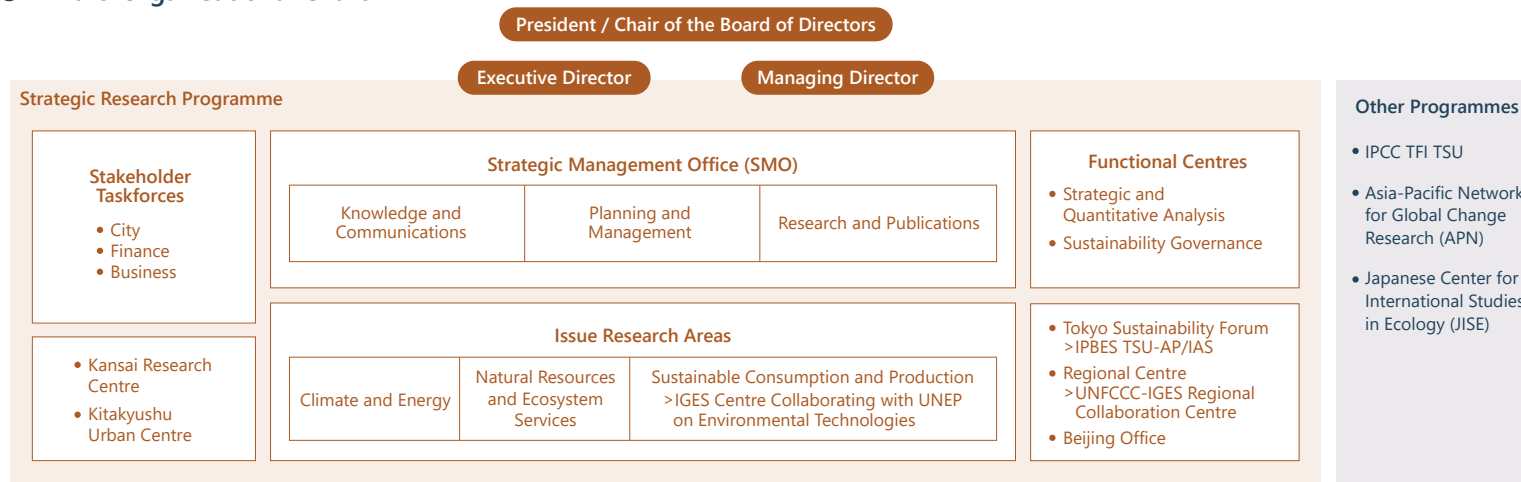 President / Chair of the Board of Directors
Executive Director
Managing Director
Strategic Research Programme
Stakeholder
Taskforces
• City
• Finance
• Business
• Kansai Research
Centre
• Kitakyushu
Urban Centre
Strategic Management Office (SMO)
Knowledge and
Communications
Planning and
Management
Research and Publications
Issue Research Areas
Climate and Energy
Natural Resources
and Ecosystem
Services
Sustainable Consumption and Production
>IGES Centre Collaborating with UNEP
on Environmental Technologies
Functional Centres
• Strategic and
Quantitative Analysis
• Sustainability Governance
• Tokyo Sustainability Forum
>IPBES TSU-AP/IAS
• Regional Centre
>UNFCCC-IGES Regional
Collaboration Centre
• Beijing Office
Other Programmes
• IPCC TFI TSU
• Asia-Pacific Network
for Global Change
Research (APN)
• Japanese Center for
International Studies
in Ecology (JISE)